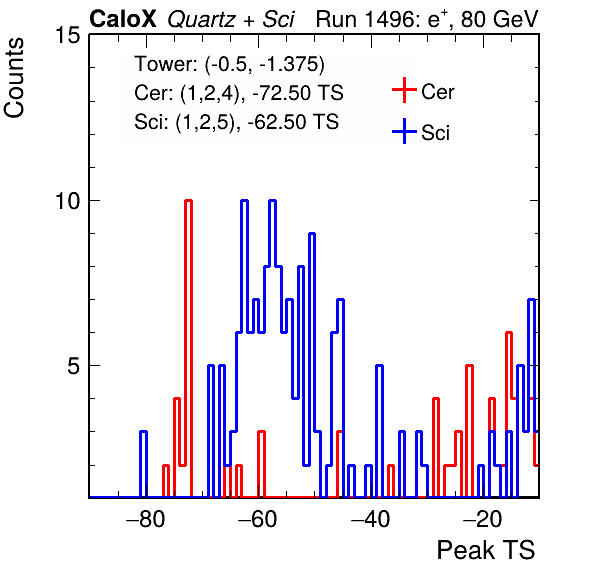 CaloX Quartz + Sci Run 1496: e⁺, 80 GeV
Counts
15
Tower: (-0.5, -1.375)
Cer: (1,2,4), -72.50 TS
Sci: (1,2,5), -62.50 TS
Cer
Sci
10
5
−80 −60 −40 −20
Peak TS